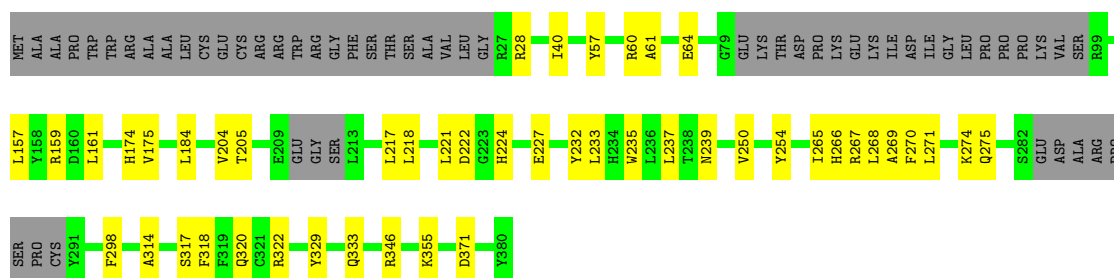 MET ALA ALA PRO TRP TRP ARG ALA ALA LEU CYS GLU CYS ARG ARG TRP ARG GLY PHE SER THR SER ALA VAL LEU GLY R27 R28 I40 Y57 R60 A61 E64 G79 GLU LYS THR ASP PRO LYS GLU LYS ILE ASP ILE GLY LEU PRO PRO PRO LYS VAL SER R99
L157 Y158 R159 D160 L161 H174 V175 L184 V204 T205 E209 GLU GLY SER L213 L217 L218 L221 D222 G223 H224 E227 Y232 L233 H234 W235 L236 L237 T238 N239 V250 Y254 I265 H266 R267 L268 A269 F270 L271 K274 Q275 S282 GLU ASP ALA ARG PRO
SER PRO CYS Y291 F298 A314 S317 F318 F319 Q320 C321 R322 Y329 Q333 R346 K355 D371 Y380